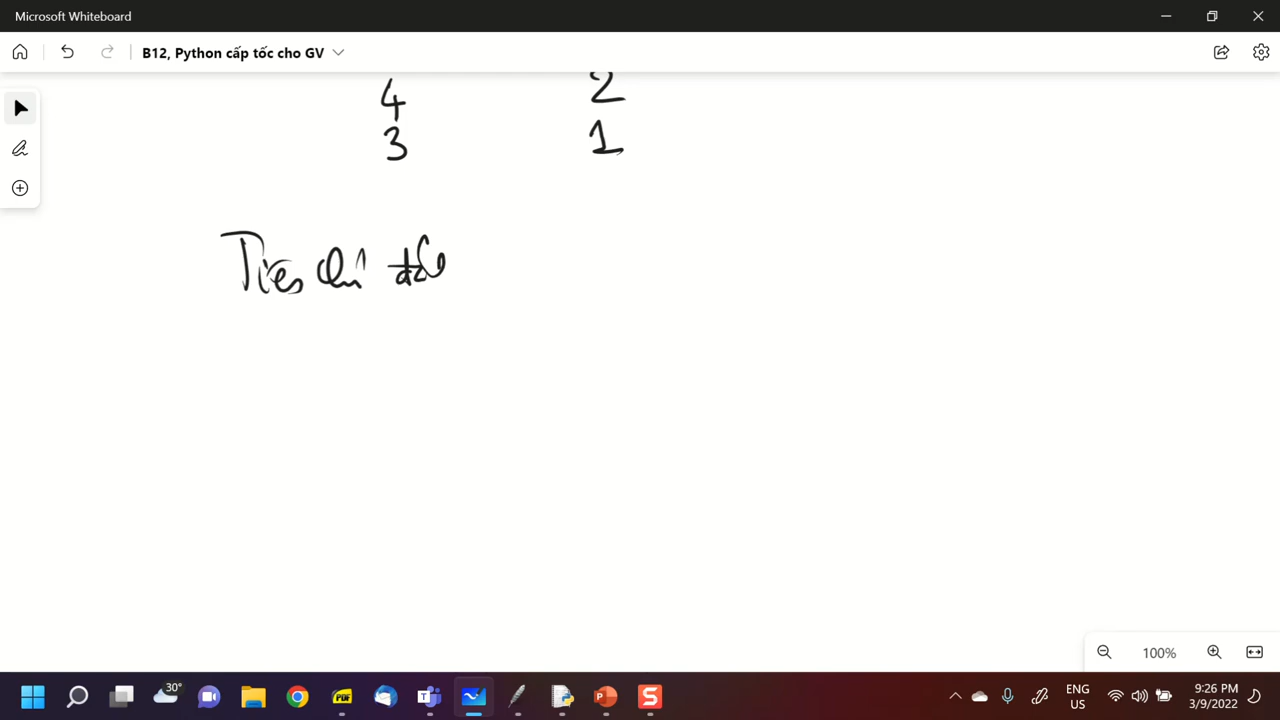 Microsoft Whiteboard
B12, Python cấp tốc cho GV
4 2
3 1
100%
30°
PDF
ENG
US
9:26 PM
3/9/2022